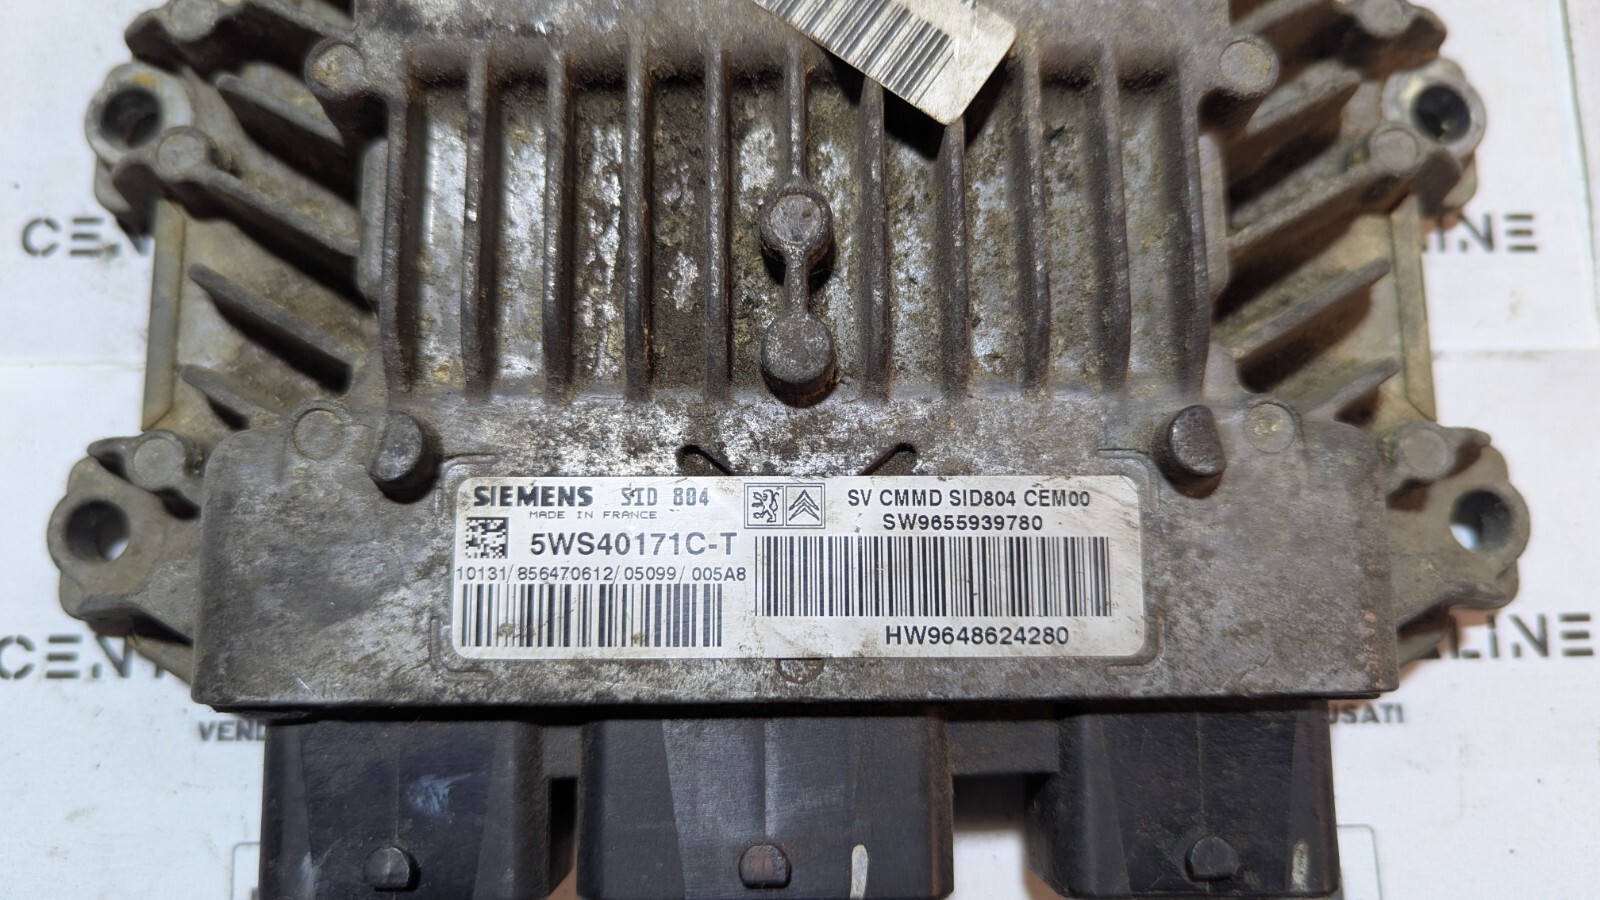 SIEMENS SID 804
MADE IN FRANCE
5WS40171C-T
10131/856470612/05099/005A8
SV CMMD SID804 CEM00
SW9655939780
HW9648624280